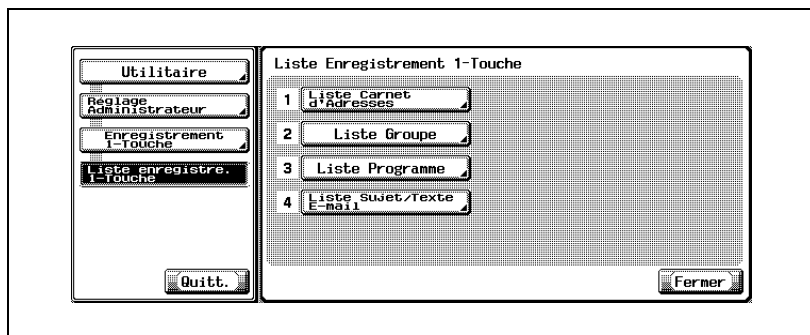 Utilitaire
Réglage
Administrateur
Enregistrement
1-Touche
Liste enregistre.
1-Touche
Quitt.
Liste Enregistrement 1-Touche
1 Liste Carnet
d'Adresses
2 Liste Groupe
3 Liste Programme
4 Liste Sujet/Texte
E-mail
Fermer